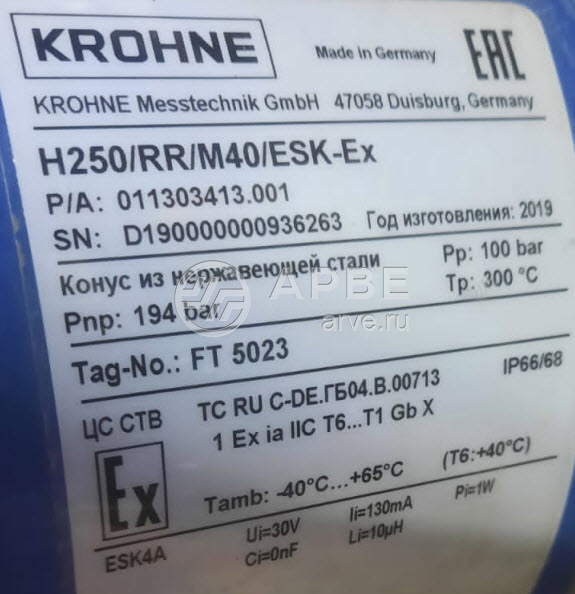 KROHNE
Made in Germany
EAC
KROHNE Messtechnik GmbH 47058 Duisburg, Germany
H250/RR/M40/ESK-Ex
P/A: 011303413.001
SN: D190000000936263 Год изготовления: 2019
Конус из нержавеющей стали
Pp: 100 bar
Рпр: 194 bar
Тр: 300 °C
АРВЕ
arve.ru
Tag-No.: FT 5023
IP66/68
ЦС СТВ
TC RU C-DE.ГБ04.В.00713
1 Ex ia IIC T6...T1 Gb X
Ex
Tamb: -40°C...+65°C (T6:+40°C)
ESK4A
Ui=30V Ii=130mA Pi=1W
Ci=0nF Li=10µH